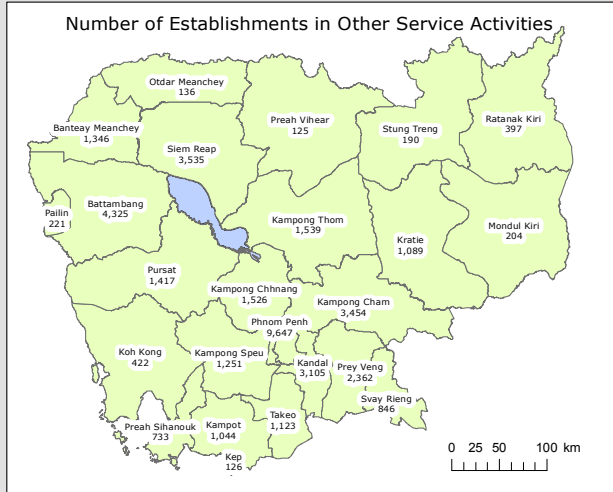 Number of Establishments in Other Service Activities
Otdar Meanchey
136
Banteay Meanchey
1,346
Siem Reap
3,535
Preah Vihear
125
Stung Treng
190
Ratanak Kiri
397
Battambang
4,325
Pailin
221
Kampong Thom
1,539
Kratie
1,089
Mondul Kiri
204
Pursat
1,417
Kampong Chhnang
1,526
Kampong Cham
3,454
Phnom Penh
9,647
Koh Kong
422
Kampong Speu
1,251
Kandal
3,105
Prey Veng
2,362
Svay Rieng
846
Preah Sihanouk
733
Kampot
1,044
Takeo
1,123
Kep
126
0 25 50 100 km